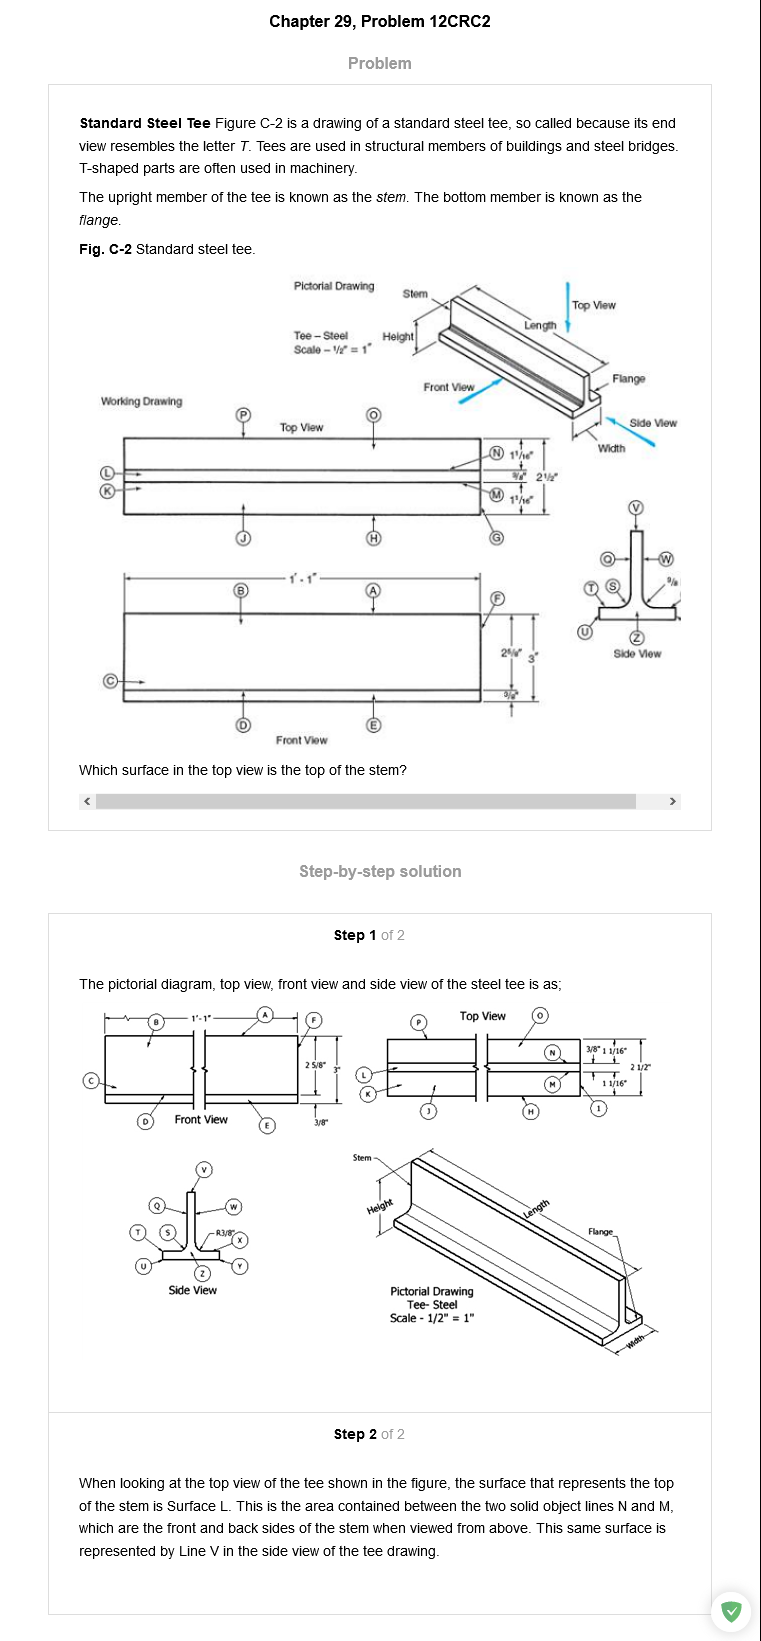 Chapter 29, Problem 12CRC2
Problem
Standard Steel Tee Figure C-2 is a drawing of a standard steel tee, so called because its end
view resembles the letter T. Tees are used in structural members of buildings and steel bridges.
T-shaped parts are often used in machinery.
The upright member of the tee is known as the stem. The bottom member is known as the
flange.
Fig. C-2 Standard steel tee.
Pictorial Drawing
Stem
Top View
Length
Tee – Steel
Scale – 1/2" = 1"
Height
Front View
Flange
Side View
Width
Working Drawing
P
O
Top View
N
1 1/16"
L
3/8"
2 1/2"
K
M
1 1/16"
J
H
G
V
Q
W
1' - 1"
B
A
F
T
S
3/8
U
Z
Side View
2 5/8"
3"
C
3/8"
D
E
Front View
Which surface in the top view is the top of the stem?
Step-by-step solution
Step 1 of 2
The pictorial diagram, top view, front view and side view of the steel tee is as;
1'-1"
B
A
F
P
Top View
O
N
3/8" 1 1/16"
2 5/8"
3"
2 1/2"
C
L
K
M
1 1/16"
D
Front View
E
3/8"
J
H
1
Stem
V
Q
W
Height
Length
T
S
R3/8"
X
Flange
U
Z
Y
Side View
Pictorial Drawing
Tee- Steel
Scale - 1/2" = 1"
Width
Step 2 of 2
When looking at the top view of the tee shown in the figure, the surface that represents the top
of the stem is Surface L. This is the area contained between the two solid object lines N and M,
which are the front and back sides of the stem when viewed from above. This same surface is
represented by Line V in the side view of the tee drawing.